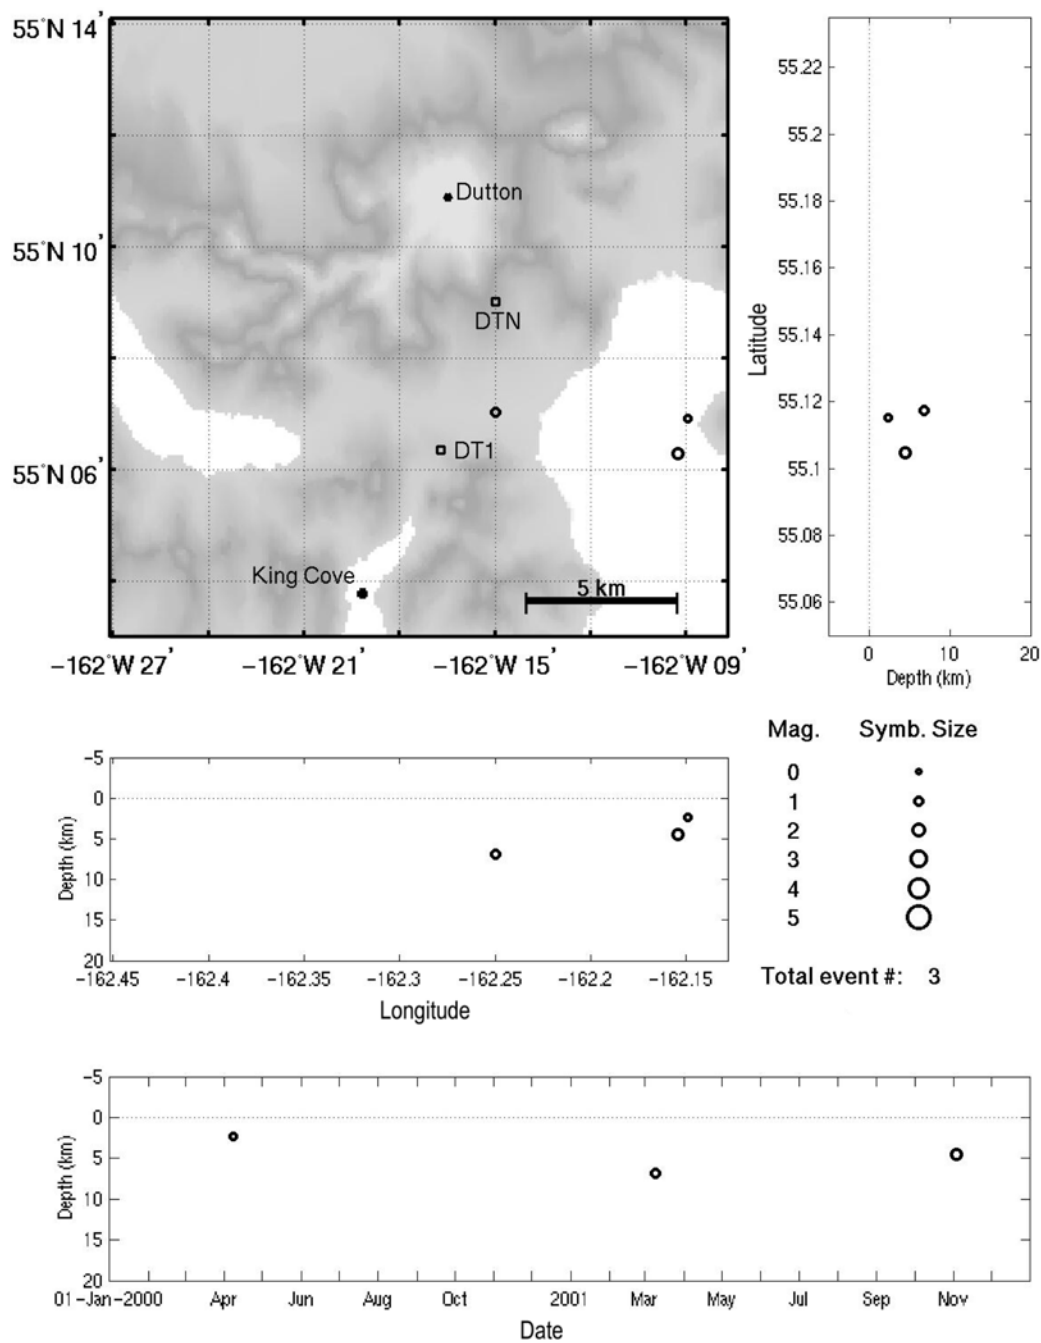 55°N 14'
55.22
55.2
Dutton
55.18
55°N 10'
55.16
DTN
55.14
Latitude
55.12
DT1
55°N 06'
55.1
55.08
King Cove
5 km
55.06
-162°W 27' -162°W 21' -162°W 15' -162°W 09'
0 10 20
Depth (km)
Mag. Symb. Size
0
1
2
3
4
5
Total event #: 3
-5
0
5
10
15
20
Depth (km)
-162.45 -162.4 -162.35 -162.3 -162.25 -162.2 -162.15
Longitude
-5
0
5
10
15
20
Depth (km)
01-Jan-2000 Apr Jun Aug Oct 2001 Mar May Jul Sep Nov
Date